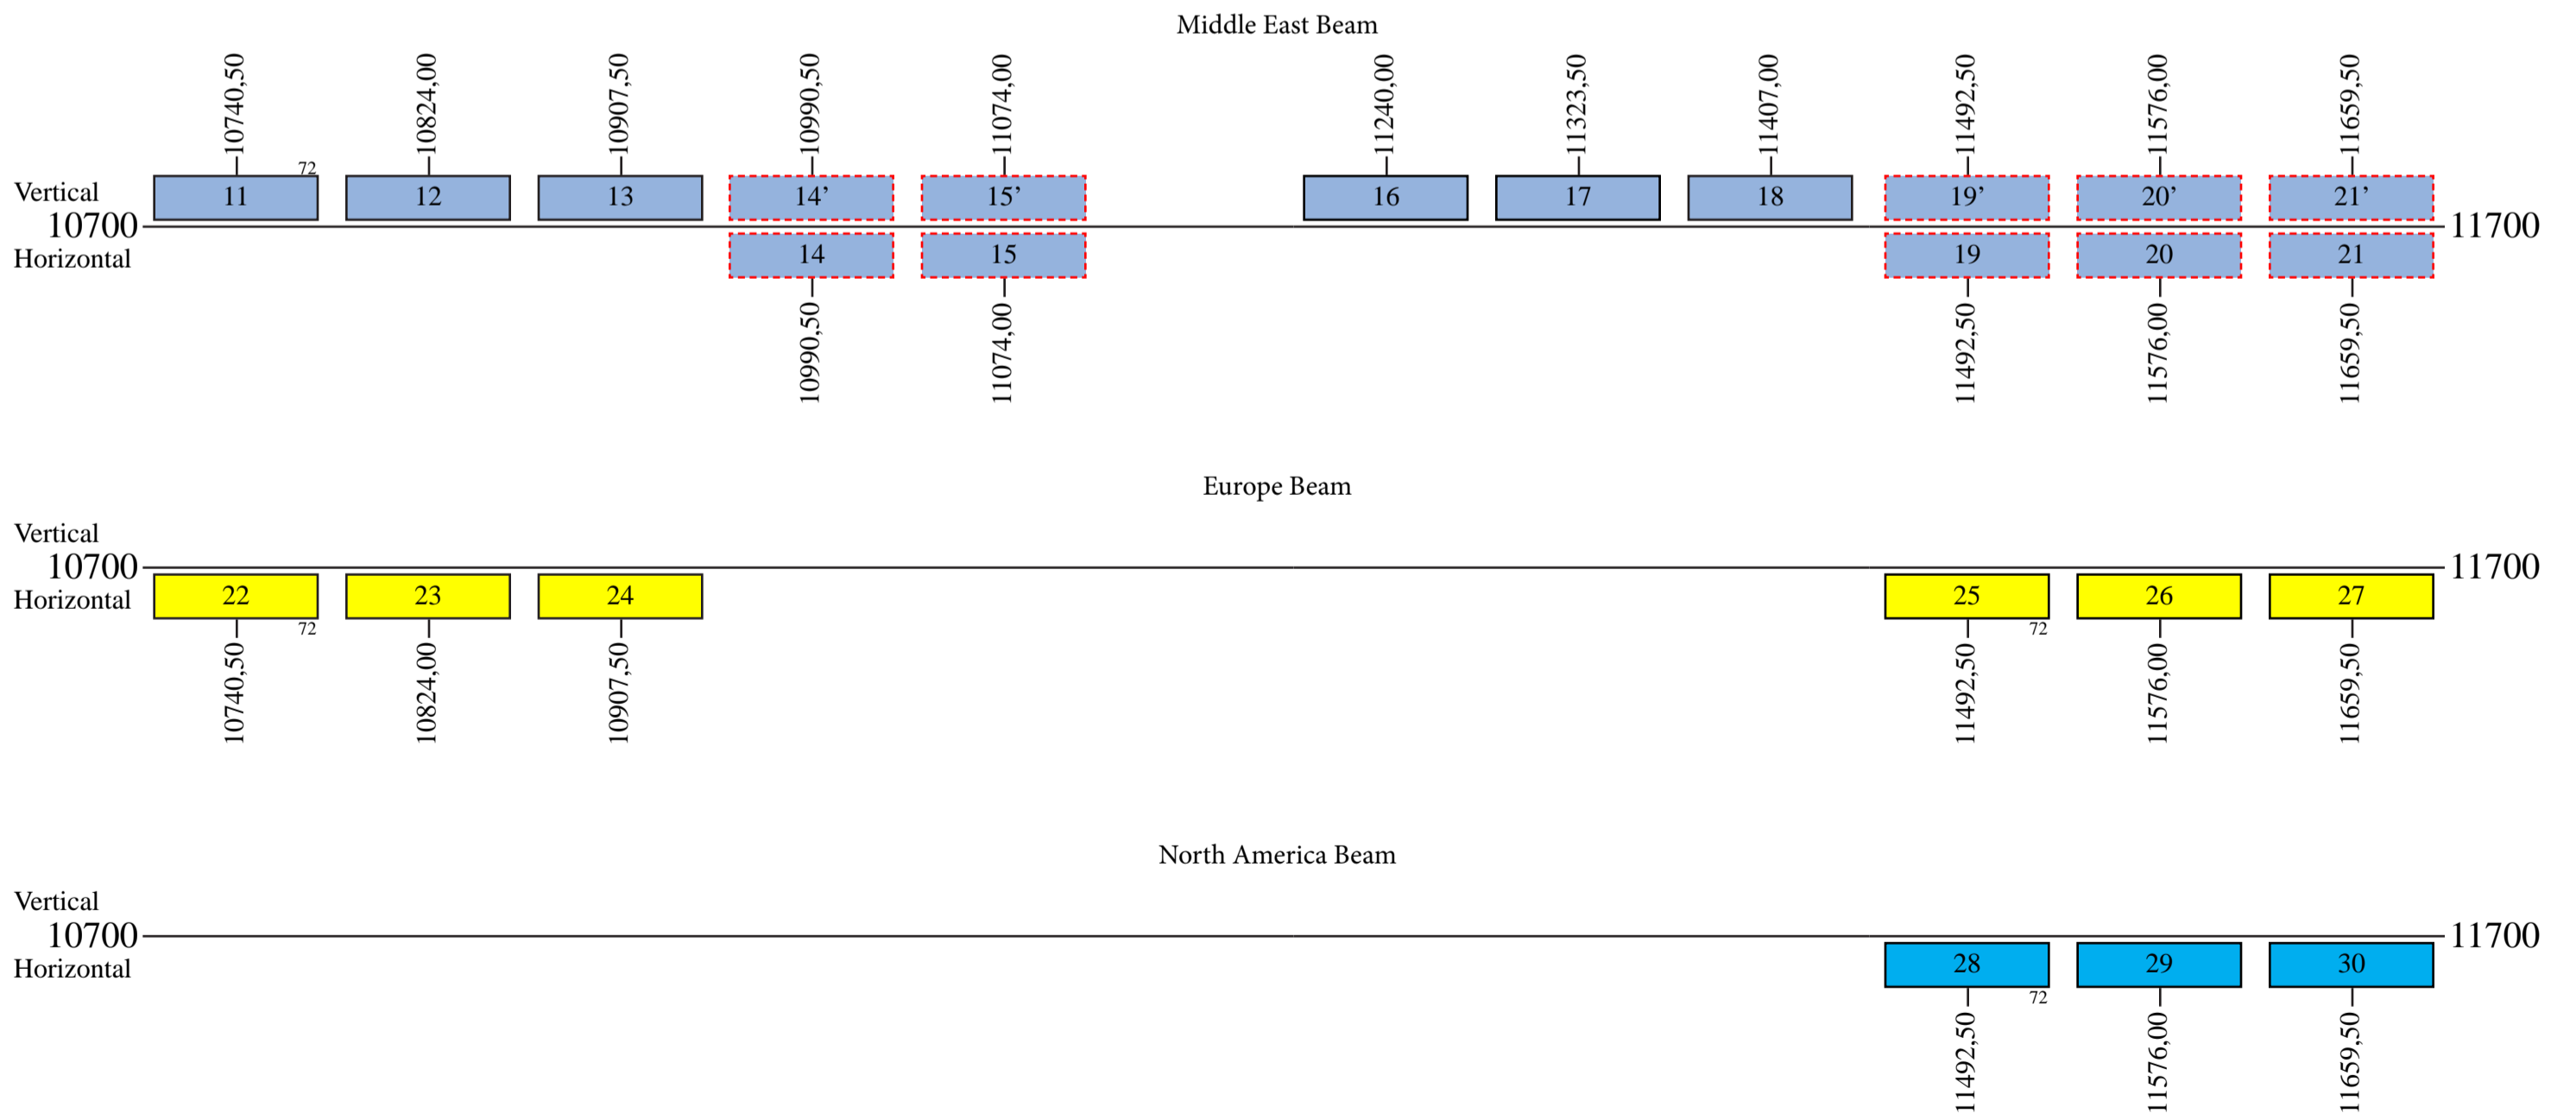 Middle East Beam
10740,50 10824,00 10907,50 10990,50 11074,00 11240,00 11323,50 11407,00 11492,50 11576,00 11659,50
72
Vertical 11 12 13 14’ 15’ 16 17 18 19’ 20’ 21’
10700 11700
Horizontal 14 15 19 20 21
10990,50 11074,00 11492,50 11576,00 11659,50
Europe Beam
Vertical
10700 11700
Horizontal 22 23 24 25 26 27
72 72
10740,50 10824,00 10907,50 11492,50 11576,00 11659,50
North America Beam
Vertical
10700 11700
Horizontal 28 29 30
72
11492,50 11576,00 11659,50